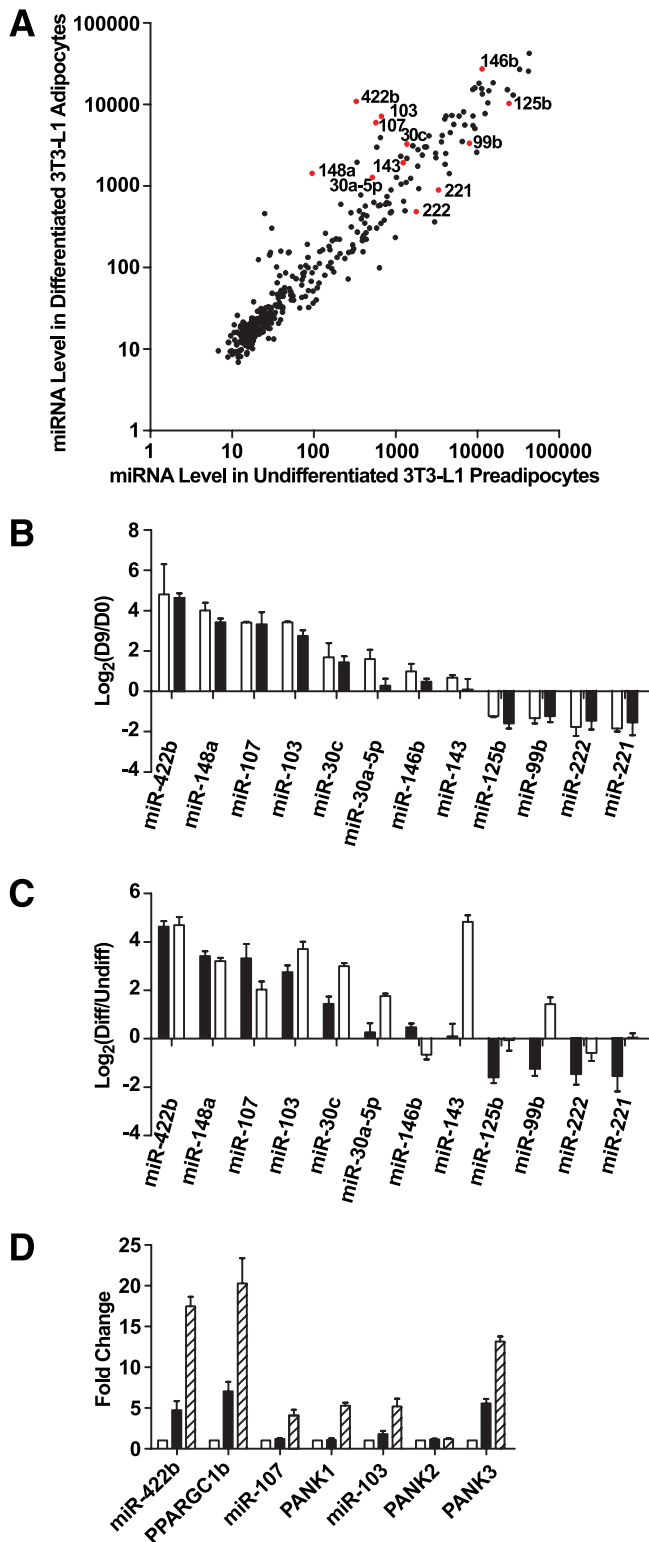 A
miRNA Level in Differentiated 3T3-L1 Adipocytes
100000
10000
1000
100
10
1
146b
422b
103
107
125b
30c
99b
143
148a
30a-5p
221
222
1 10 100 1000 10000 100000
miRNA Level in Undifferentiated 3T3-L1 Preadipocytes
B
Log2(D9/D0)
8
6
4
2
0
-2
-4
miR-422b miR-148a miR-107 miR-103 miR-30c miR-30a-5p miR-146b miR-143 miR-125b miR-99b miR-222 miR-221
C
Log2(Diff/Undiff)
6
4
2
0
-2
-4
miR-422b miR-148a miR-107 miR-103 miR-30c miR-30a-5p miR-146b miR-143 miR-125b miR-99b miR-222 miR-221
D
Fold Change
25
20
15
10
5
0
miR-422b PPARGC1b miR-107 PANK1 miR-103 PANK2 PANK3